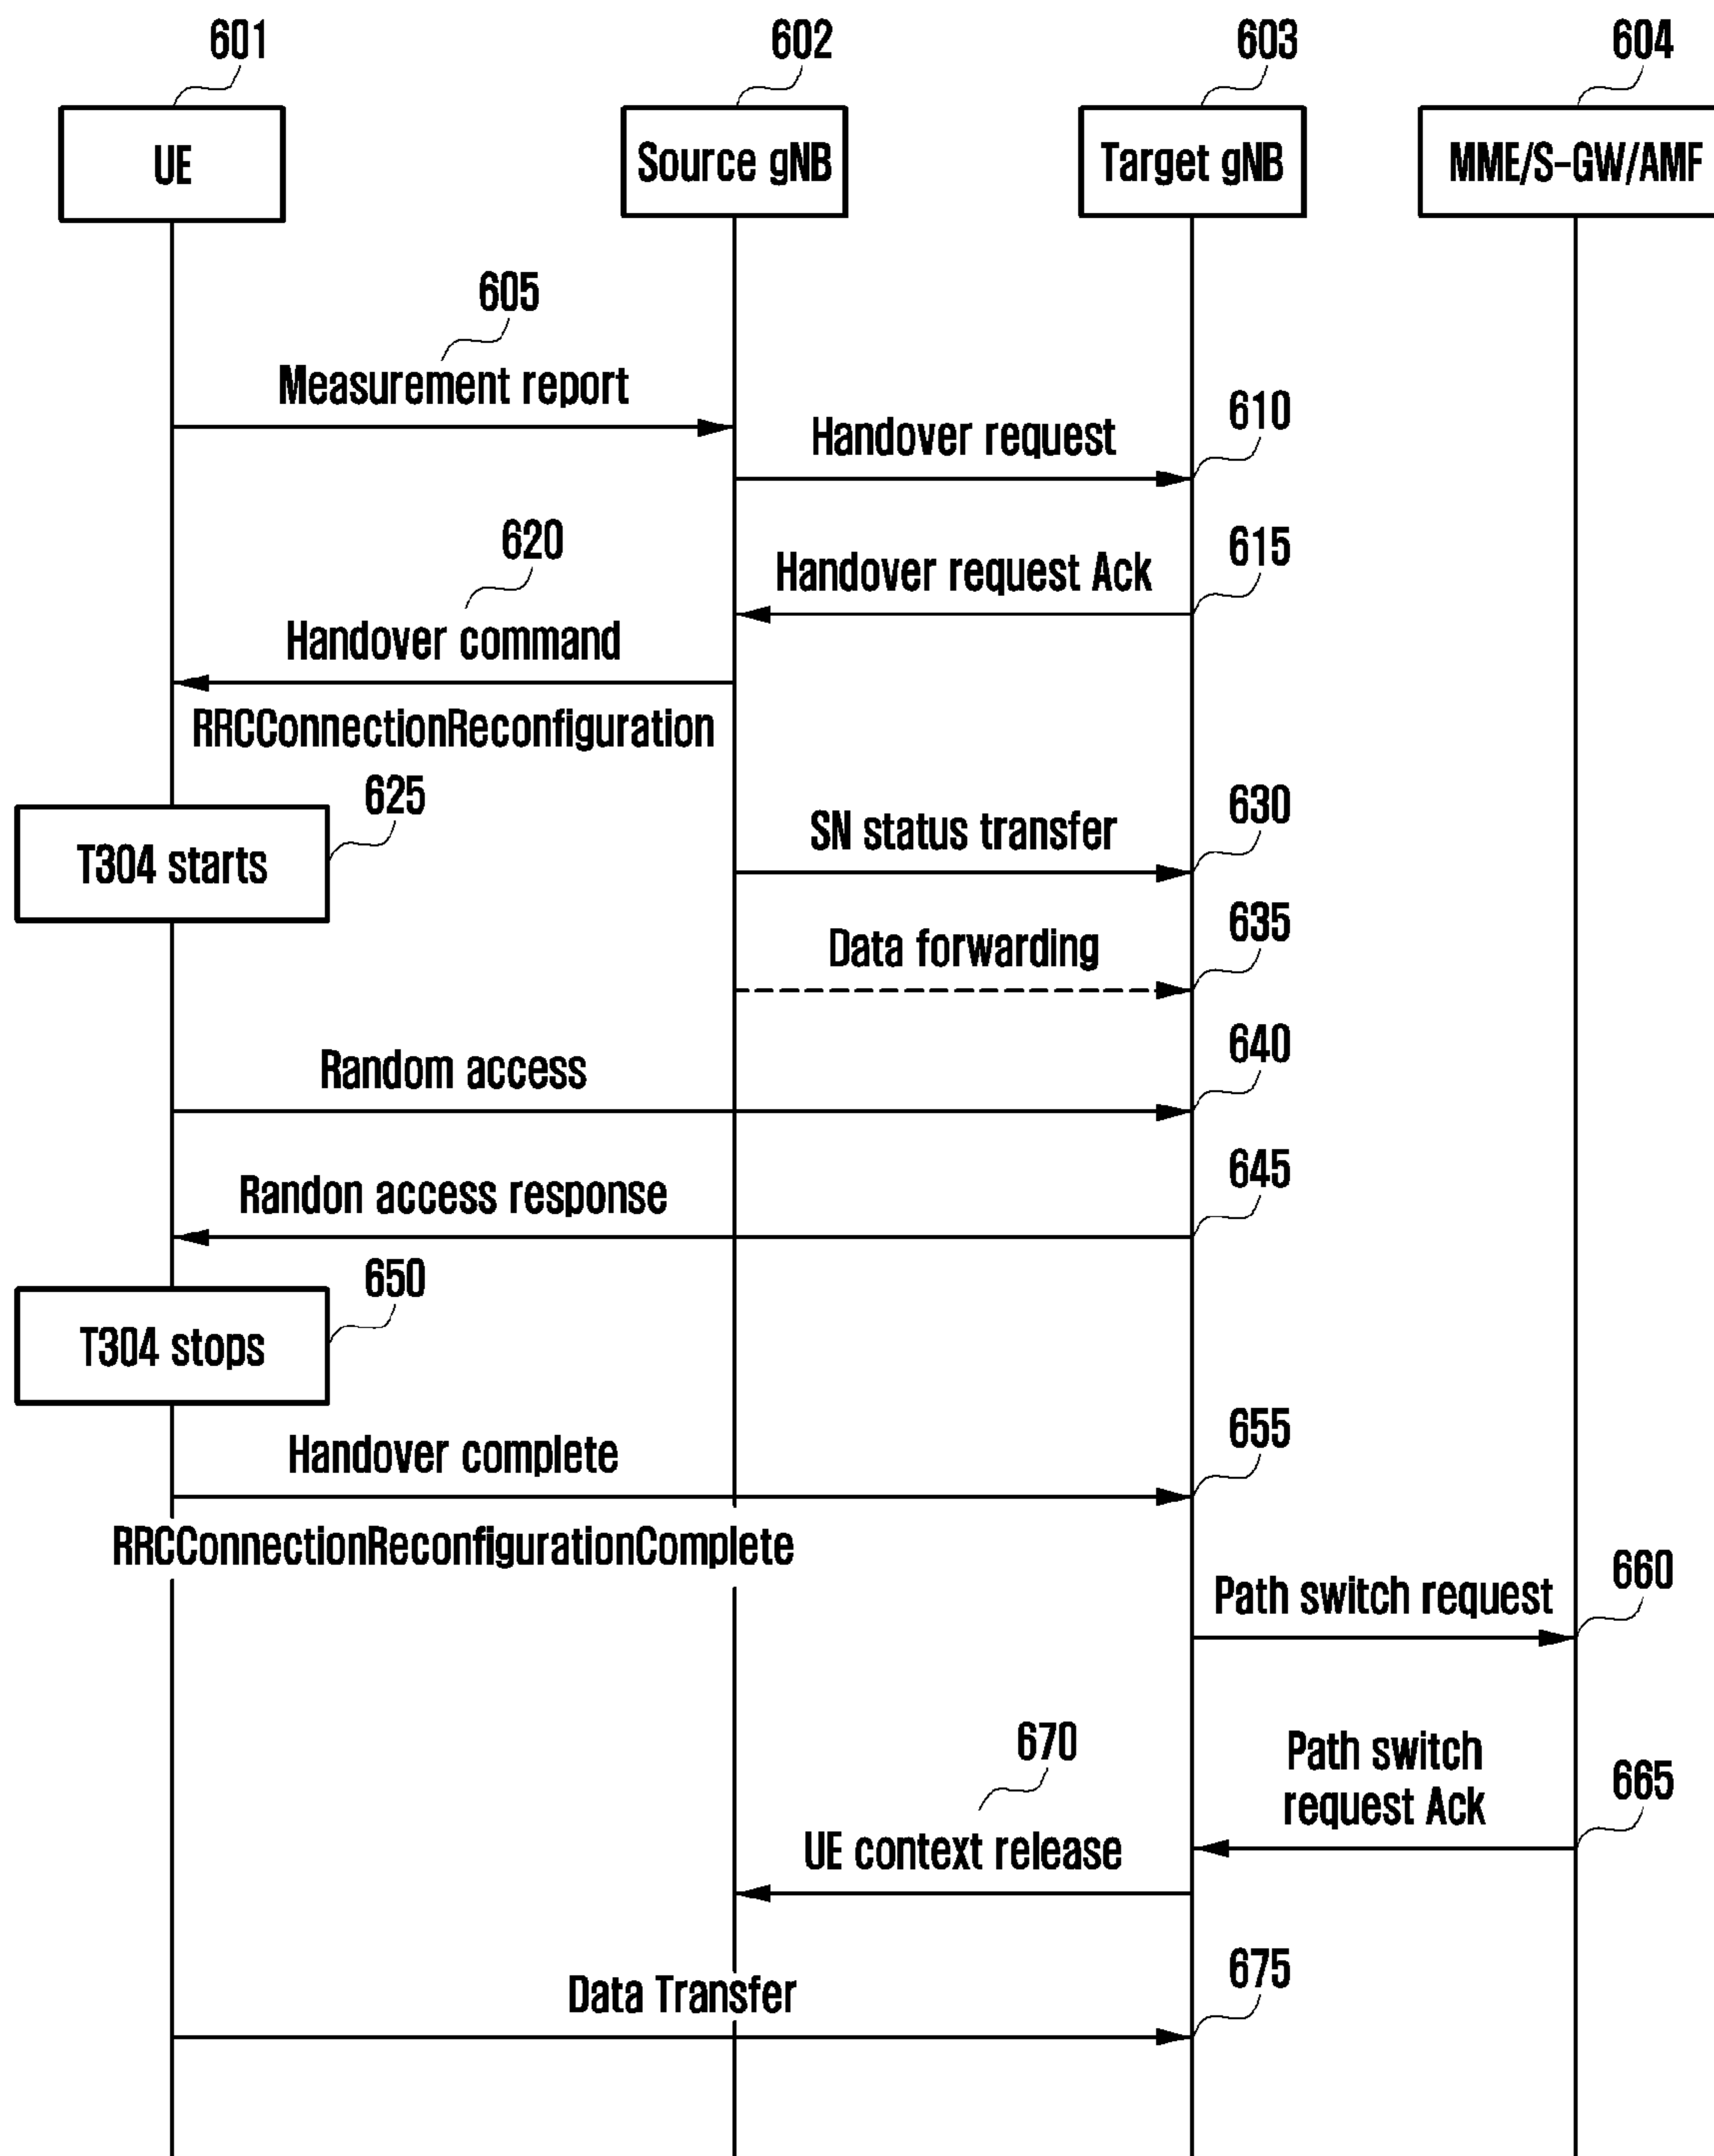 601
602
603
604
UE
Source gNB
Target gNB
MME/S-GW/AMF
605
Measurement report
610
Handover request
615
Handover request Ack
620
Handover command
RRCConnectionReconfiguration
625
T304 starts
630
SN status transfer
635
Data forwarding
640
Random access
645
Randon access response
650
T304 stops
655
Handover complete
RRCConnectionReconfigurationComplete
660
Path switch request
665
Path switch
request Ack
670
UE context release
675
Data Transfer